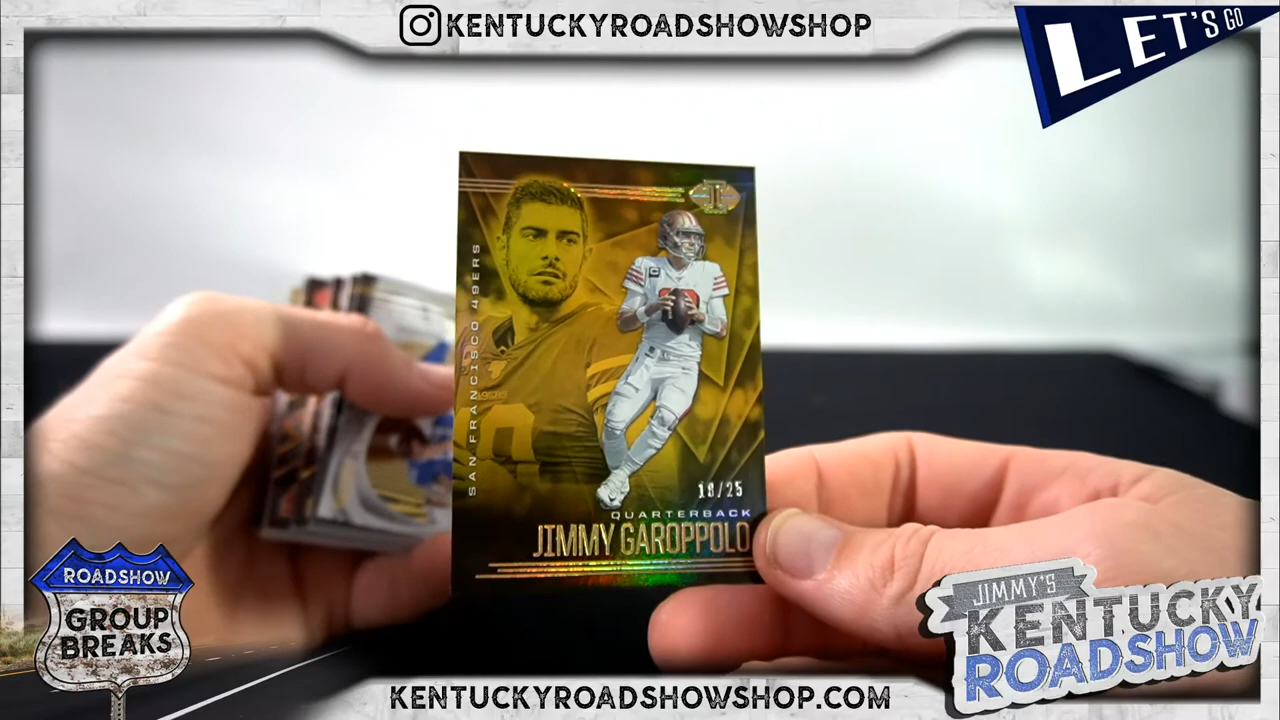 KENTUCKYROADSHOWSHOP
LET'S GO
SAN FRANCISCO 49ERS
18/25
QUARTERBACK
JIMMY GAROPPOLO
ROADSHOW
GROUP
BREAKS
JIMMY'S
KENTUCKY
ROADSHOW
KENTUCKYROADSHOWSHOP.COM